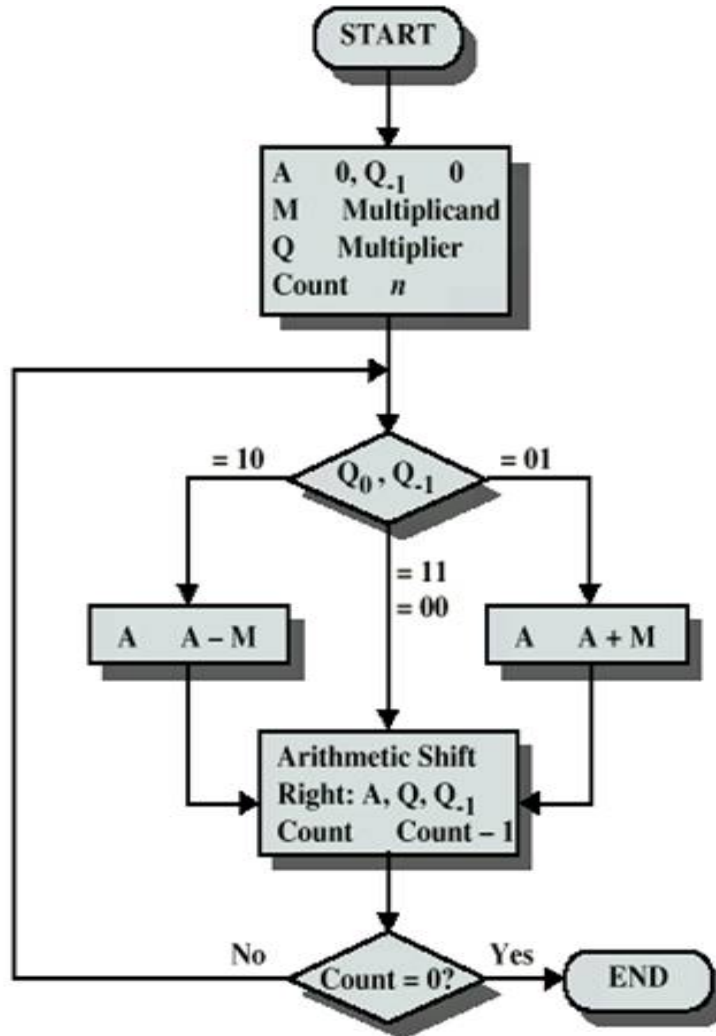 START
A 0, Q-1 0
M Multiplicand
Q Multiplier
Count n
= 10
Q0 , Q-1
= 01
= 11
= 00
A A – M
A A + M
Arithmetic Shift
Right: A, Q, Q-1
Count Count – 1
No
Count = 0?
Yes
END